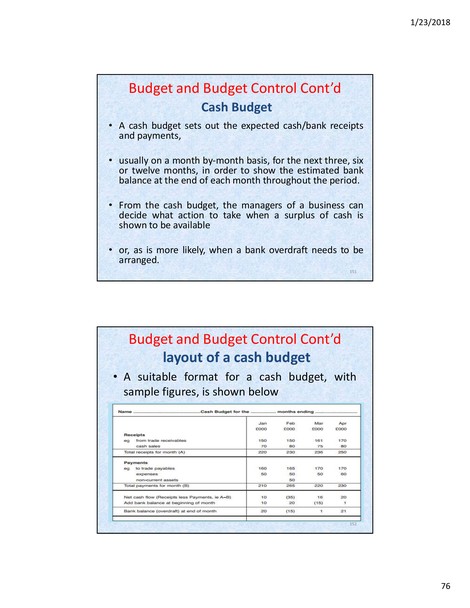 1/23/2018
Budget and Budget Control Cont’d
Cash Budget
• A cash budget sets out the expected cash/bank receipts
and payments,
• usually on a month by-month basis, for the next three, six
or twelve months, in order to show the estimated bank
balance at the end of each month throughout the period.
• From the cash budget, the managers of a business can
decide what action to take when a surplus of cash is
shown to be available
• or, as is more likely, when a bank overdraft needs to be
arranged.
151
Budget and Budget Control Cont’d
layout of a cash budget
• A suitable format for a cash budget, with
sample figures, is shown below
Name Cash Budget for the months ending
Jan Feb Mar Apr
£000 £000 £000 £000
Receipts
eg from trade receivables 150 150 161 170
cash sales 70 80 75 80
Total receipts for month (A) 220 230 236 250
Payments
eg to trade payables 160 165 170 170
expenses 50 50 50
non-current assets 50
Total payments for month (B) 210 265 220 230
Net cash flow (Receipts less Payments, ie A–B) 10 (35) 16 20
Add bank balance at beginning of month 10 20 (15) 1
Bank balance (overdraft) at end of month 20 (15) 1 21
152
76